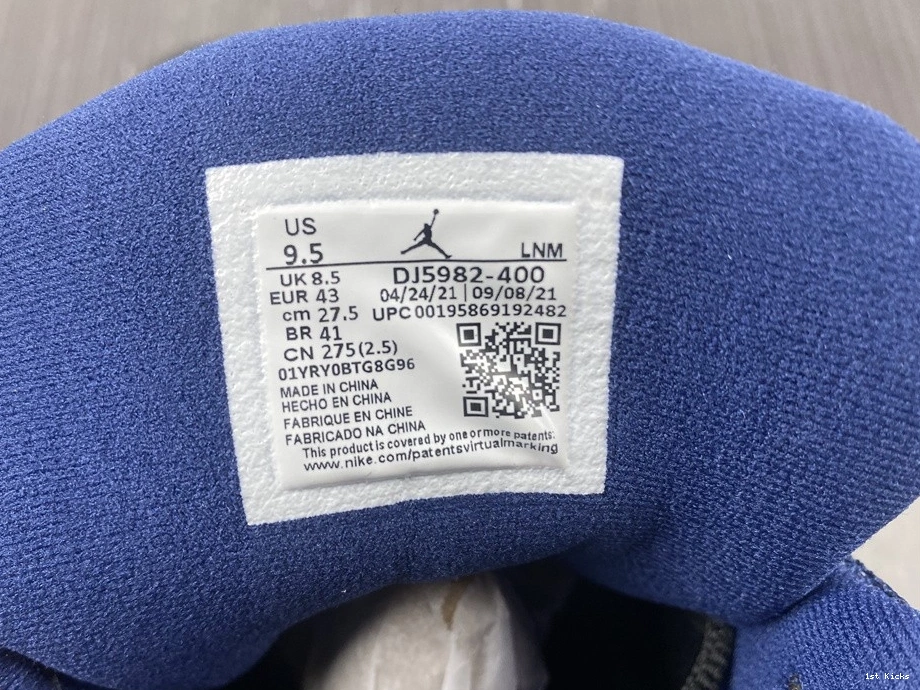 US
9.5 LNM
UK 8.5 DJ5982-400
EUR 43 04/24/21 | 09/08/21
cm 27.5 UPC 00195869192482
BR 41
CN 275(2.5)
01YRY0BTG8G96
MADE IN CHINA
HECHO EN CHINA
FABRIQUE EN CHINE
FABRICADO NA CHINA
This product is covered by one or more patents:
www.nike.com/patentsvirtualmarking
1st Kicks